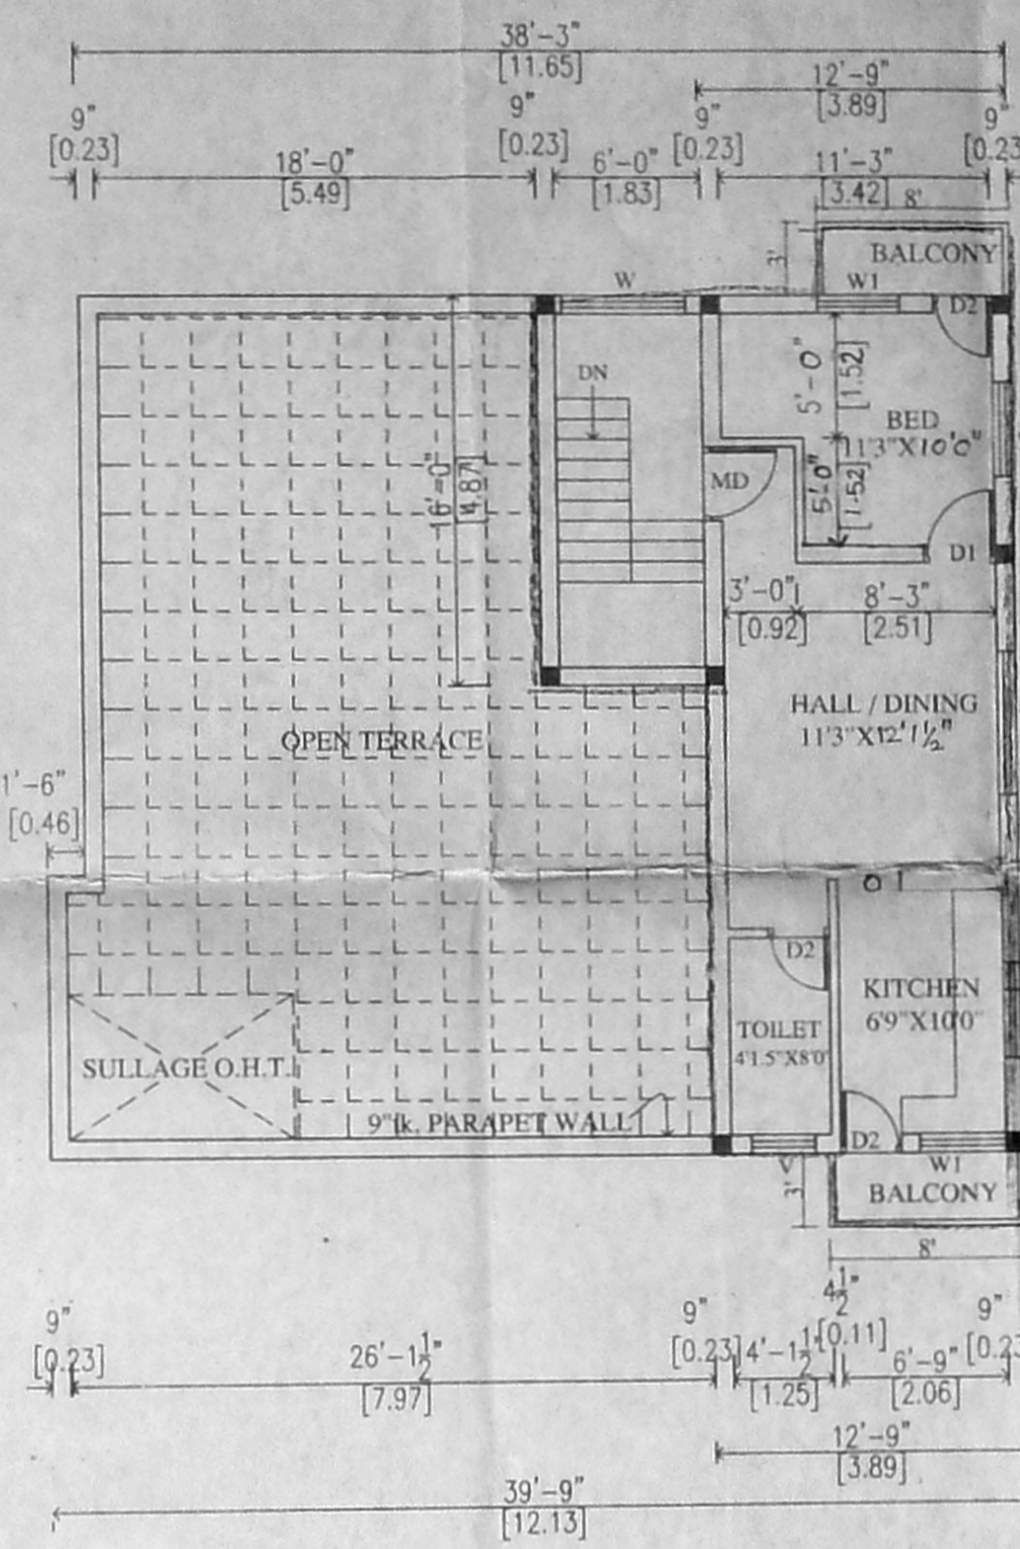 38'-3"
[11.65]
12'-9"
[3.89]
9"
[0.23]
18'-0"
[5.49]
9"
[0.23]
6'-0"
[1.83]
9"
[0.23]
11'-3"
[3.42]
9"
[0.23
8'
3'
BALCONY
W
W1
D2
DN
5'-0"
[1.52]
BED
11'3"X10'0"
16'-0"
[4.87]
MD
5'-0"
[1.52]
D1
3'-0"
[0.92]
8'-3"
[2.51]
HALL / DINING
11'3"X12'1½"
OPEN TERRACE
1'-6"
[0.46]
D2
KITCHEN
6'9"X10'0"
TOILET
4'1.5"X8'0"
SULLAGE O.H.T.
9"tk. PARAPET WALL
D2
V
W1
3'
BALCONY
8'
9"
[0.23]
26'-1½"
[7.97]
9"
[0.23]
4'-1½"
[1.25]
4½"
[0.11]
6'-9"
[2.06]
9"
[0.23
12'-9"
[3.89]
39'-9"
[12.13]